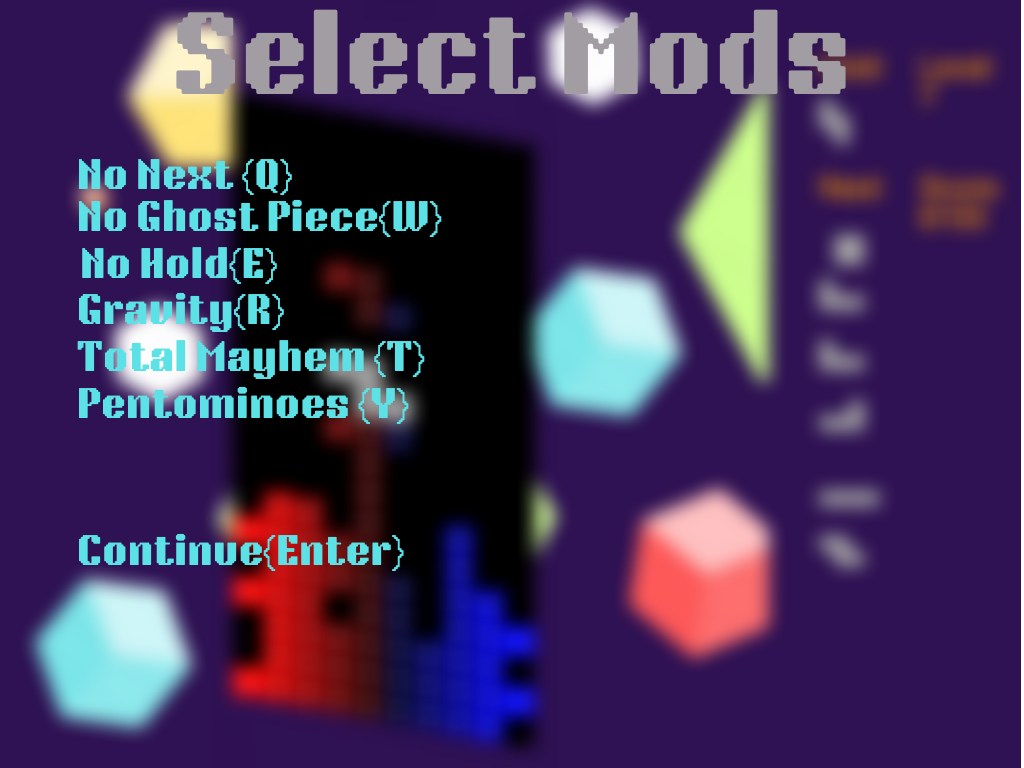 Select Mods
No Next {Q}
No Ghost Piece{W}
No Hold{E}
Gravity{R}
Total Mayhem {T}
Pentominoes {Y}
Continue{Enter}